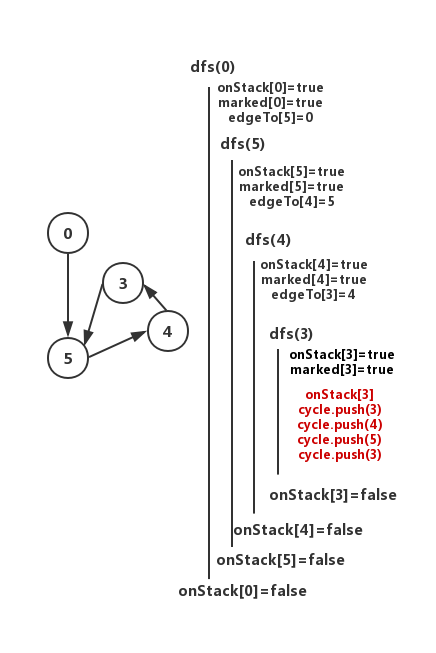 dfs(0)
onStack[0]=true
marked[0]=true
edgeTo[5]=0
dfs(5)
onStack[5]=true
marked[5]=true
edgeTo[4]=5
0
dfs(4)
onStack[4]=true
marked[4]=true
edgeTo[3]=4
3
4
dfs(3)
5
onStack[3]=true
marked[3]=true
onStack[3]
cycle.push(3)
cycle.push(4)
cycle.push(5)
cycle.push(3)
onStack[3]=false
onStack[4]=false
onStack[5]=false
onStack[0]=false